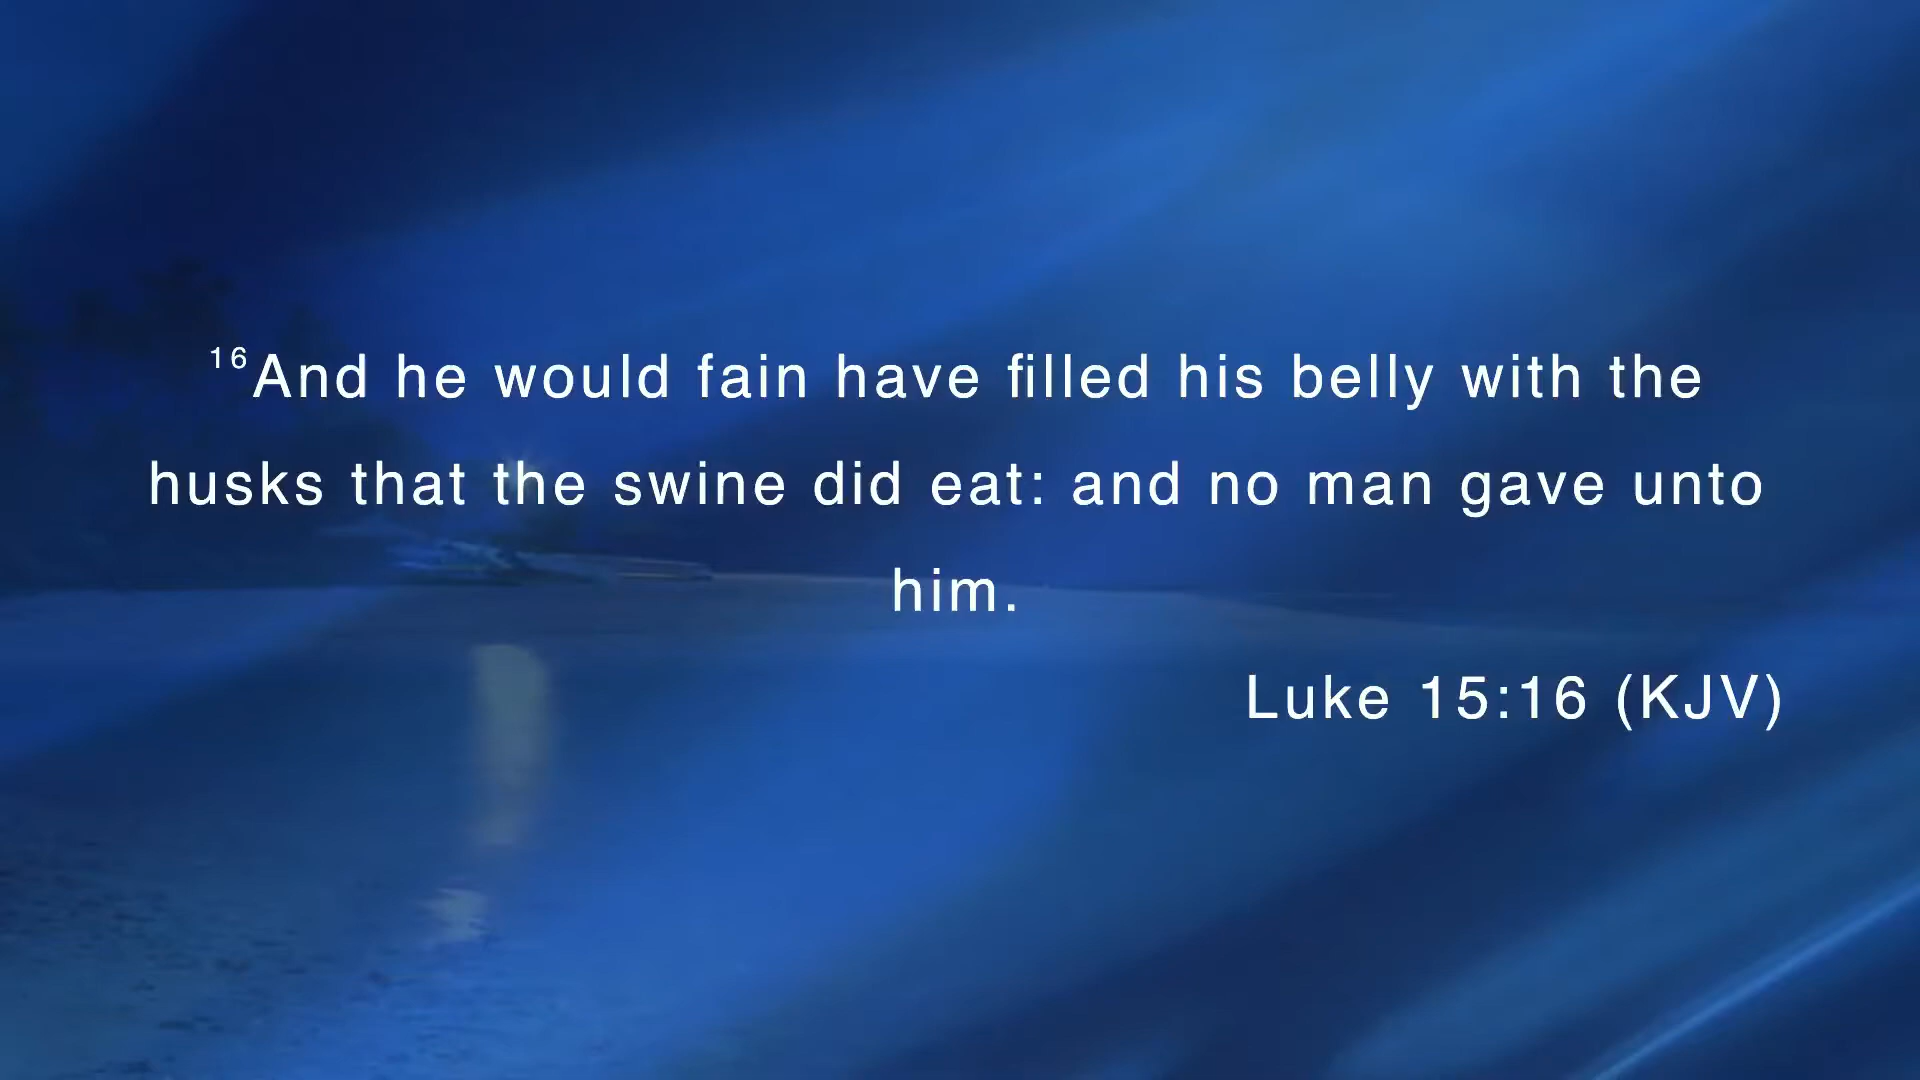 16And he would fain have filled his belly with the
husks that the swine did eat: and no man gave unto
him.
Luke 15:16 (KJV)